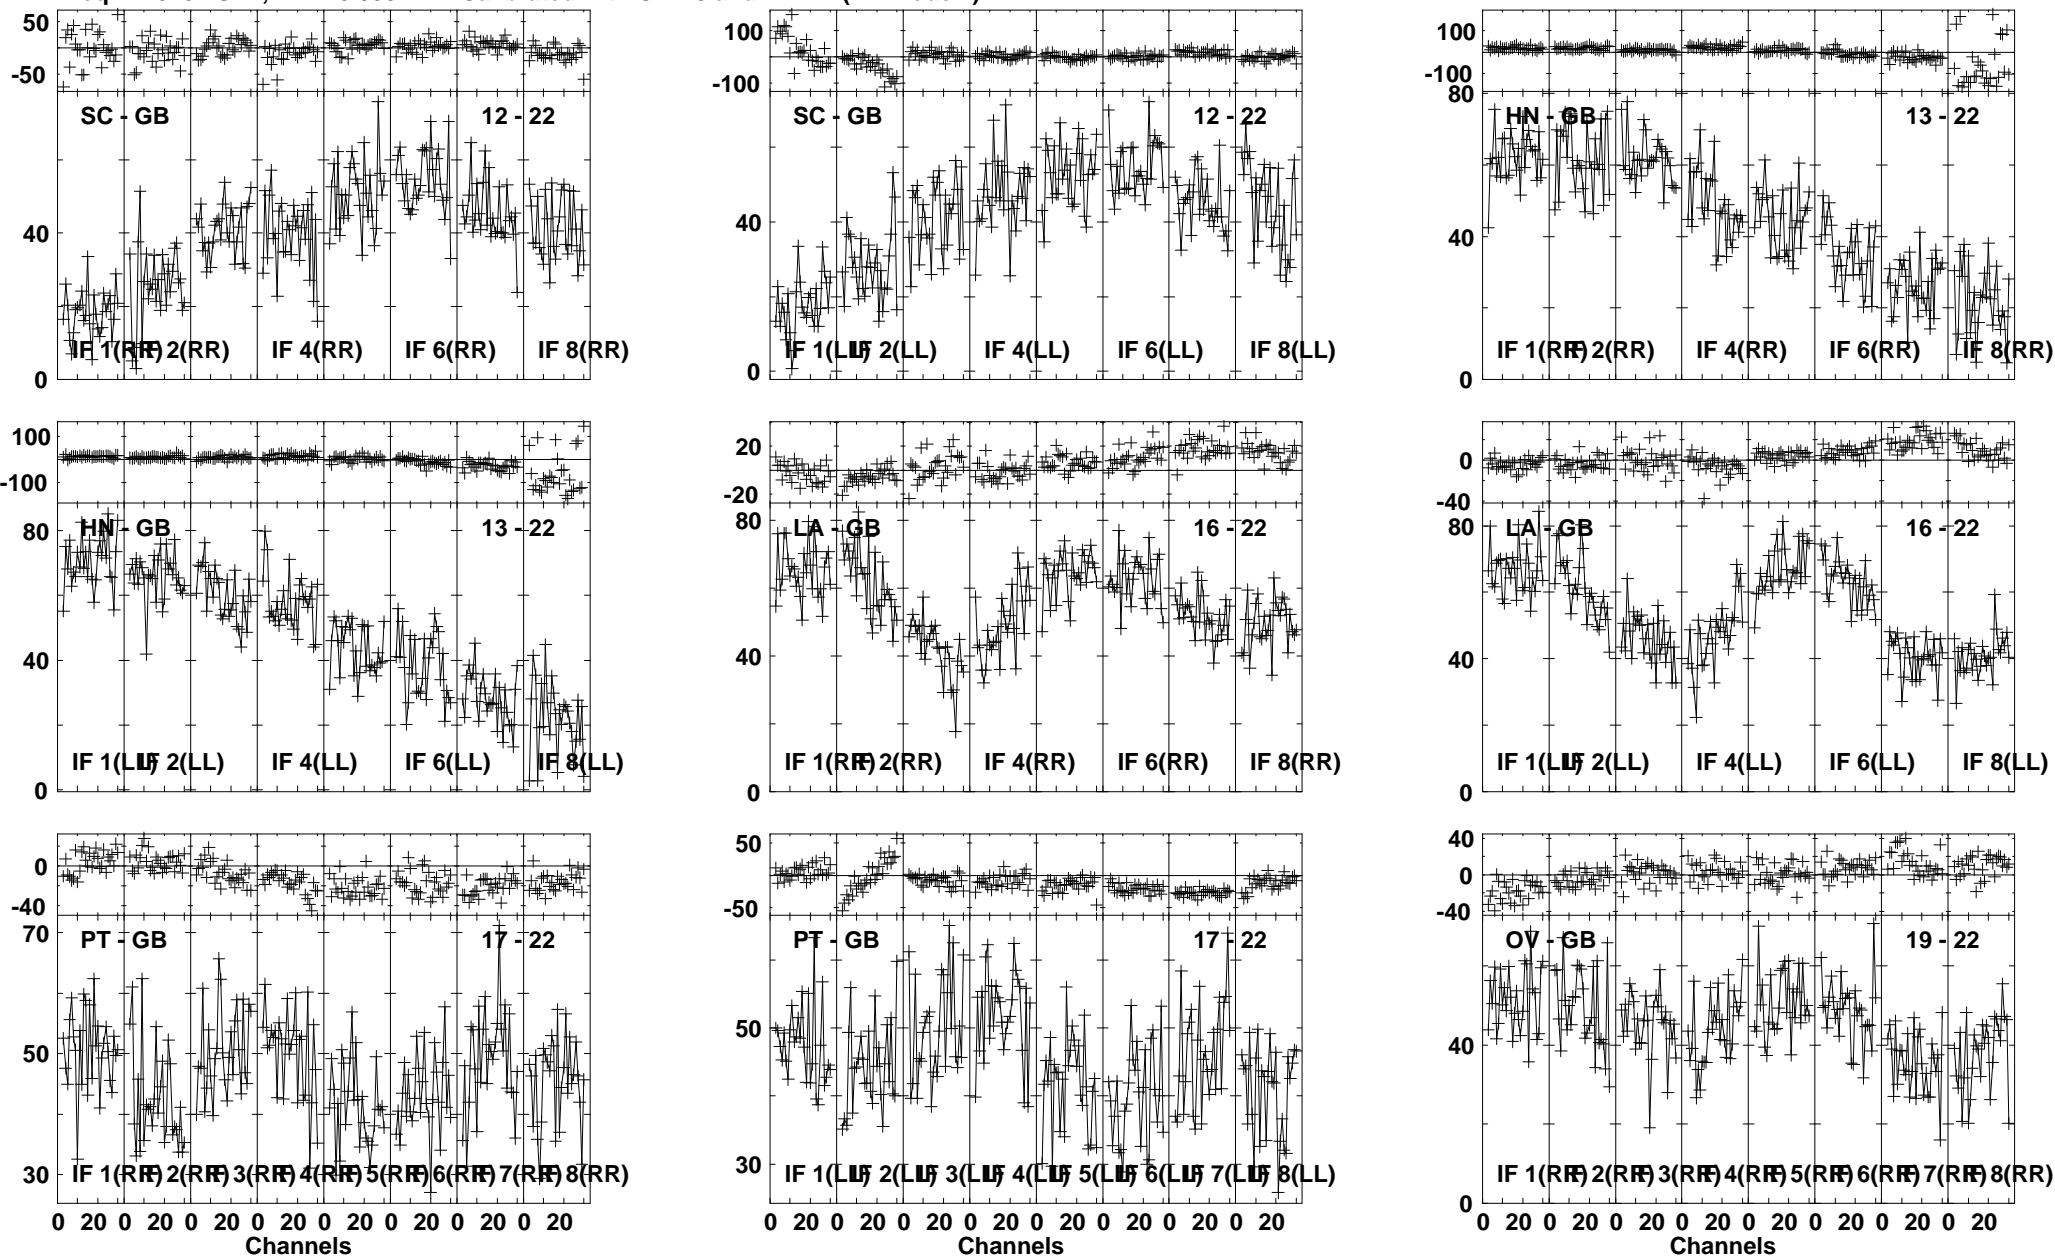 50
-50
SC - GB 12 - 22
40
0
IF 1(RR) IF 2(RR) IF 4(RR) IF 6(RR) IF 8(RR)
100
-100
SC - GB 12 - 22
40
0
IF 1(LL) IF 2(LL) IF 4(LL) IF 6(LL) IF 8(LL)
100
-100
80
HN - GB 13 - 22
40
0
IF 1(RR) IF 2(RR) IF 4(RR) IF 6(RR) IF 8(RR)
100
-100
80
HN - GB 13 - 22
40
0
IF 1(LL) IF 2(LL) IF 4(LL) IF 6(LL) IF 8(LL)
20
-20
80
LA - GB 16 - 22
40
0
IF 1(RR) IF 2(RR) IF 4(RR) IF 6(RR) IF 8(RR)
0
-40
80
LA - GB 16 - 22
40
0
IF 1(LL) IF 2(LL) IF 4(LL) IF 6(LL) IF 8(LL)
0
-40
70
PT - GB 17 - 22
50
30
IF 1(RR) IF 2(RR) IF 3(RR) IF 4(RR) IF 5(RR) IF 6(RR) IF 7(RR) IF 8(RR)
0 20 0 20 0 20 0 20 0 20 0 20 0 20 0 20
Channels
50
-50
PT - GB 17 - 22
50
30
IF 1(LL) IF 2(LL) IF 3(LL) IF 4(LL) IF 5(LL) IF 6(LL) IF 7(LL) IF 8(LL)
0 20 0 20 0 20 0 20 0 20 0 20 0 20 0 20
Channels
40
0
-40
OV - GB 19 - 22
40
0
IF 1(RR) IF 2(RR) IF 3(RR) IF 4(RR) IF 5(RR) IF 6(RR) IF 7(RR) IF 8(RR)
0 20 0 20 0 20 0 20 0 20 0 20 0 20 0 20
Channels